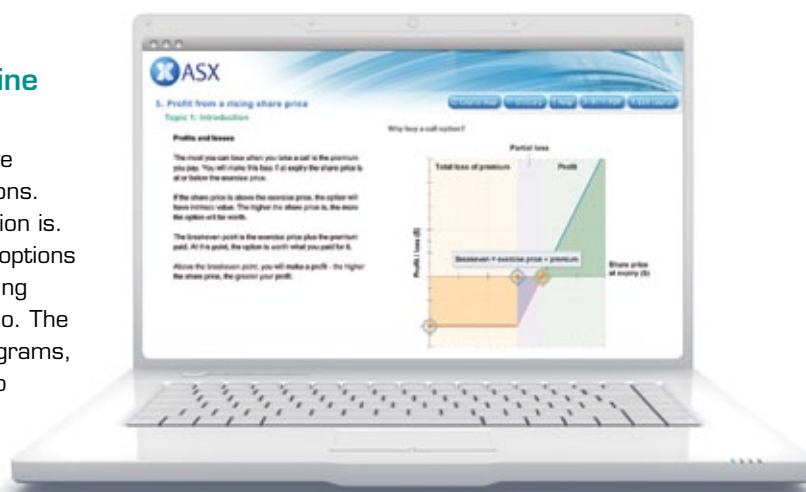 ine
e
ons.
ion is.
options
ng
o. The
grams,
o
ASX
5. Profit from a rising share price
Topic 1: Introduction
Profits and losses
The most you can lose when you take a call is the premium
you pay. You will make this loss if at expiry the share price is
at or below the exercise price.
If the share price is above the exercise price, the option will
have intrinsic value. The higher the share price is, the more
the option will be worth.
The breakeven point is the exercise price plus the premium
paid. At this point, the option is worth what you paid for it.
Above the breakeven point, you will make a profit - the higher
the share price, the greater your profit.
Why buy a call option?
Partial loss
Total loss of premium
Profit
Profit / loss ($)
Breakeven = exercise price + premium
Share price
at expiry ($)